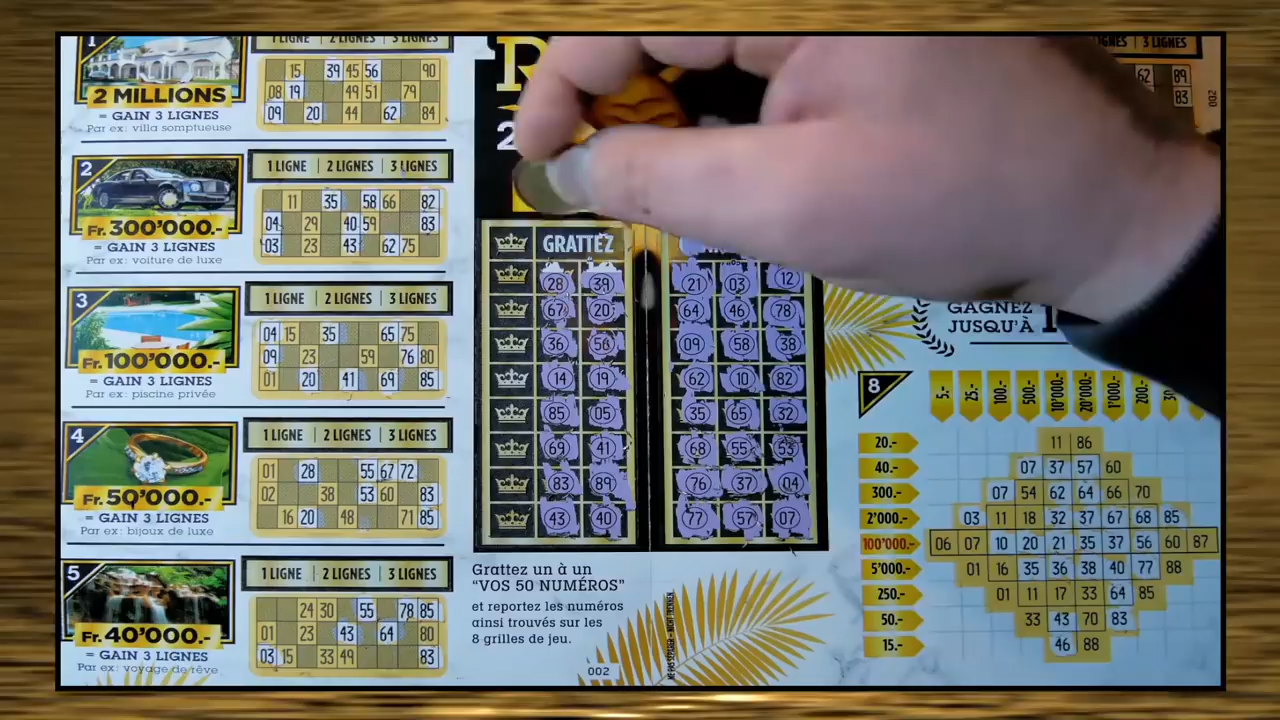 1
2 MILLIONS
= GAIN 3 LIGNES
Par ex: villa somptueuse
1 LIGNE | 2 LIGNES | 3 LIGNES
15 39 45 56 90
08 19 49 51 79
09 20 44 62 84
2
Fr. 300'000.-
= GAIN 3 LIGNES
Par ex: voiture de luxe
1 LIGNE | 2 LIGNES | 3 LIGNES
11 35 58 66 82
04 29 40 59 83
03 23 43 62 75
3
Fr. 100'000.-
= GAIN 3 LIGNES
Par ex: piscine privée
1 LIGNE | 2 LIGNES | 3 LIGNES
04 15 35 65 75
09 23 59 76 80
01 20 41 69 85
4
Fr. 50'000.-
= GAIN 3 LIGNES
Par ex: bijoux de luxe
1 LIGNE | 2 LIGNES | 3 LIGNES
01 28 55 67 72
02 38 53 60 83
16 20 48 71 85
5
Fr. 40'000.-
= GAIN 3 LIGNES
Par ex: voyage de rêve
1 LIGNE | 2 LIGNES | 3 LIGNES
24 30 55 78 85
01 23 43 64 80
03 15 33 49 83
R
2
GRATTEZ
28 39
67 20
36 56
14 19
85 05
69 41
83 89
43 40
21 03 12
64 46 78
09 58 38
62 10 82
35 65 32
68 55 53
76 37 04
77 57 07
Grattez un à un
"VOS 50 NUMÉROS"
et reportez les numéros
ainsi trouvés sur les
8 grilles de jeu.
002
3 LIGNES
62 89
83
002
GAGNEZ
JUSQU'À 1
8
5.- 25.- 100.- 500.- 10'000.- 20'000.- 1'000.- 200.-
20.- 11 86
40.- 07 37 57 60
300.- 07 54 62 64 66 70
2'000.- 03 11 18 32 37 67 68 85
100'000.- 06 07 10 20 21 35 37 56 60 87
5'000.- 01 16 35 36 38 40 77 88
250.- 01 11 17 33 64 85
50.- 33 43 70 83
15.- 46 88